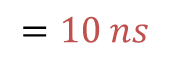 = 10 ns